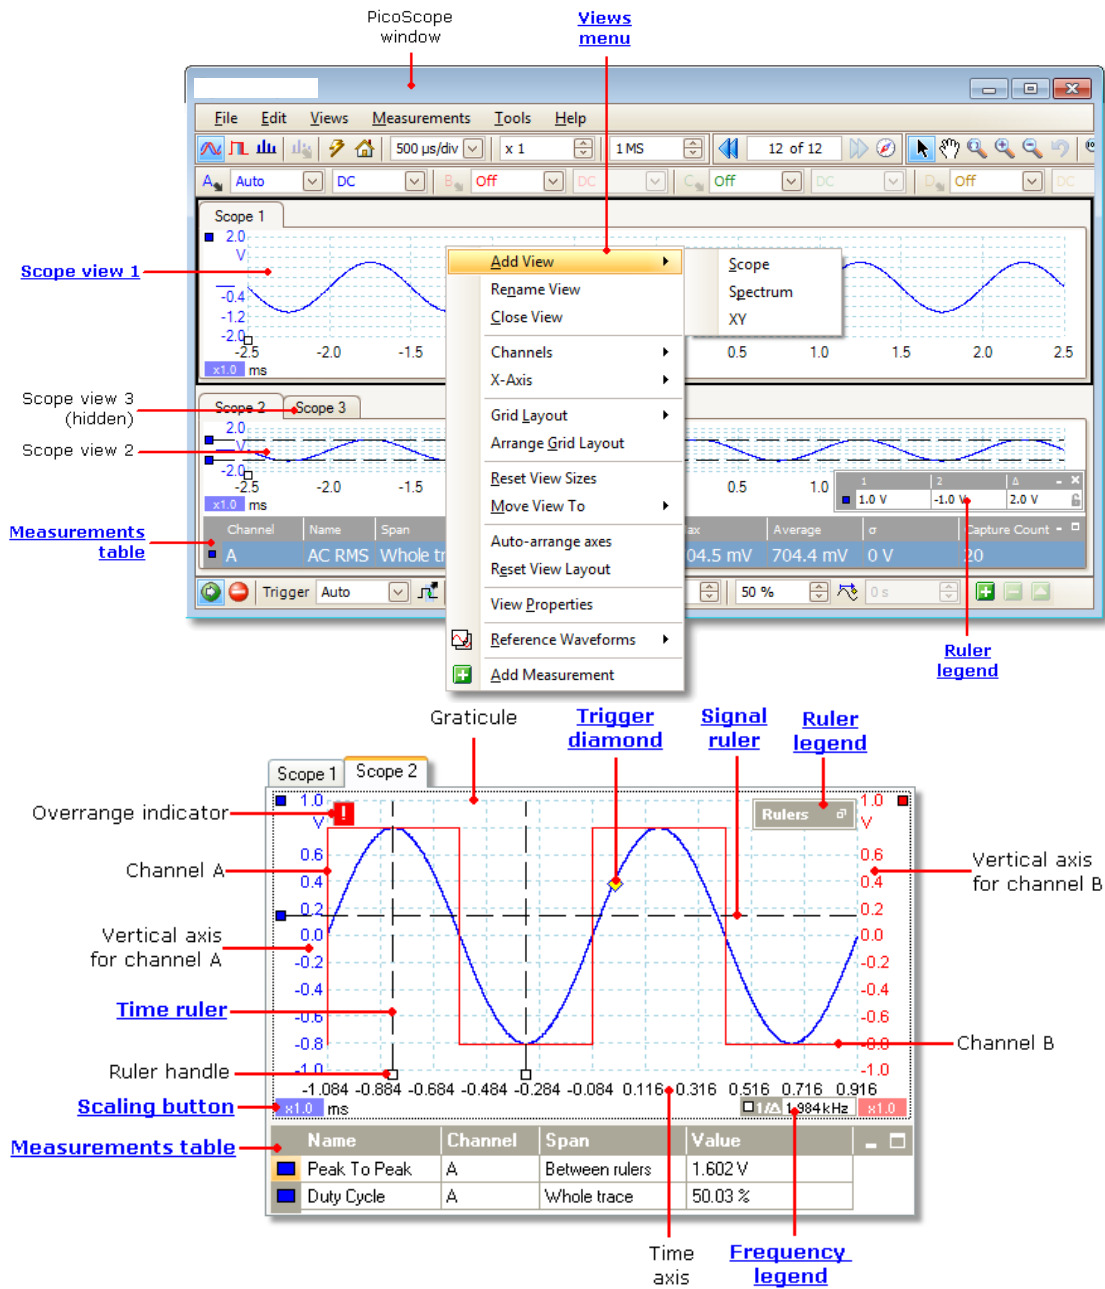 PicoScope
window
Views
menu
File Edit Views Measurements Tools Help
500 µs/div x 1 1 MS 12 of 12
A Auto DC B Off DC C Off DC D Off DC
Scope 1
2.0
V
-0.4
-1.2
-2.0
-2.5 -2.0 -1.5 0.5 1.0 1.5 2.0 2.5
x1.0 ms
Scope view 1
Add View
Rename View
Close View
Channels
X-Axis
Grid Layout
Arrange Grid Layout
Reset View Sizes
Move View To
Auto-arrange axes
Reset View Layout
View Properties
Reference Waveforms
Add Measurement
Scope
Spectrum
XY
Scope view 3
(hidden)
Scope view 2
Scope 2 Scope 3
2.0
V
-2.0
-2.5 -2.0 -1.5 0.5 1.0
x1.0 ms
1 2 Δ
1.0 V -1.0 V 2.0 V
Measurements
table
Channel Name Span ax Average σ Capture Count
A AC RMS Whole tr 04.5 mV 704.4 mV 0 V 20
Trigger Auto 50 % 0 s
Ruler
legend
Graticule
Trigger
diamond
Signal
ruler
Ruler
legend
Scope 1 Scope 2
Overrange indicator
Channel A
Vertical axis
for channel A
Time ruler
Ruler handle
Scaling button
Measurements table
1.0
V
0.6
0.4
0.2
0.0
-0.2
-0.4
-0.6
-0.8
-1.0
Rulers
1.0
V
0.6
0.4
0.2
0.0
-0.2
-0.4
-0.6
-0.8
-1.0
Vertical axis
for channel B
Channel B
-1.084 -0.884 -0.684 -0.484 -0.284 -0.084 0.116 0.316 0.516 0.716 0.916
x1.0 ms 1/Δ 1.984 kHz x1.0
Name Channel Span Value
Peak To Peak A Between rulers 1.602 V
Duty Cycle A Whole trace 50.03 %
Time
axis
Frequency
legend